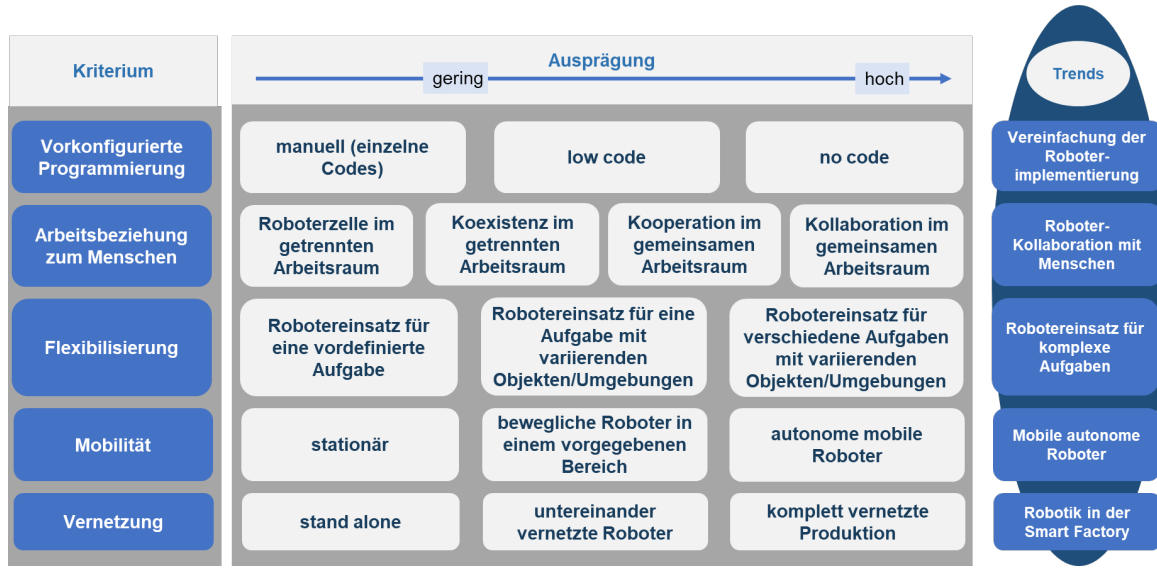 Kriterium
Ausprägung
gering
hoch
Trends
Vorkonfigurierte
Programmierung
manuell (einzelne
Codes)
low code
no code
Vereinfachung der
Roboter-
implementierung
Arbeitsbeziehung
zum Menschen
Roboterzelle im
getrennten
Arbeitsraum
Koexistenz im
getrennten
Arbeitsraum
Kooperation im
gemeinsamen
Arbeitsraum
Kollaboration im
gemeinsamen
Arbeitsraum
Roboter-
Kollaboration mit
Menschen
Flexibilisierung
Robotereinsatz für
eine vordefinierte
Aufgabe
Robotereinsatz für eine
Aufgabe mit
variierenden
Objekten/Umgebungen
Robotereinsatz für
verschiedene Aufgaben
mit variierenden
Objekten/Umgebungen
Robotereinsatz für
komplexe
Aufgaben
Mobilität
stationär
bewegliche Roboter in
einem vorgegebenen
Bereich
autonome mobile
Roboter
Mobile autonome
Roboter
Vernetzung
stand alone
untereinander
vernetzte Roboter
komplett vernetzte
Produktion
Robotik in der
Smart Factory